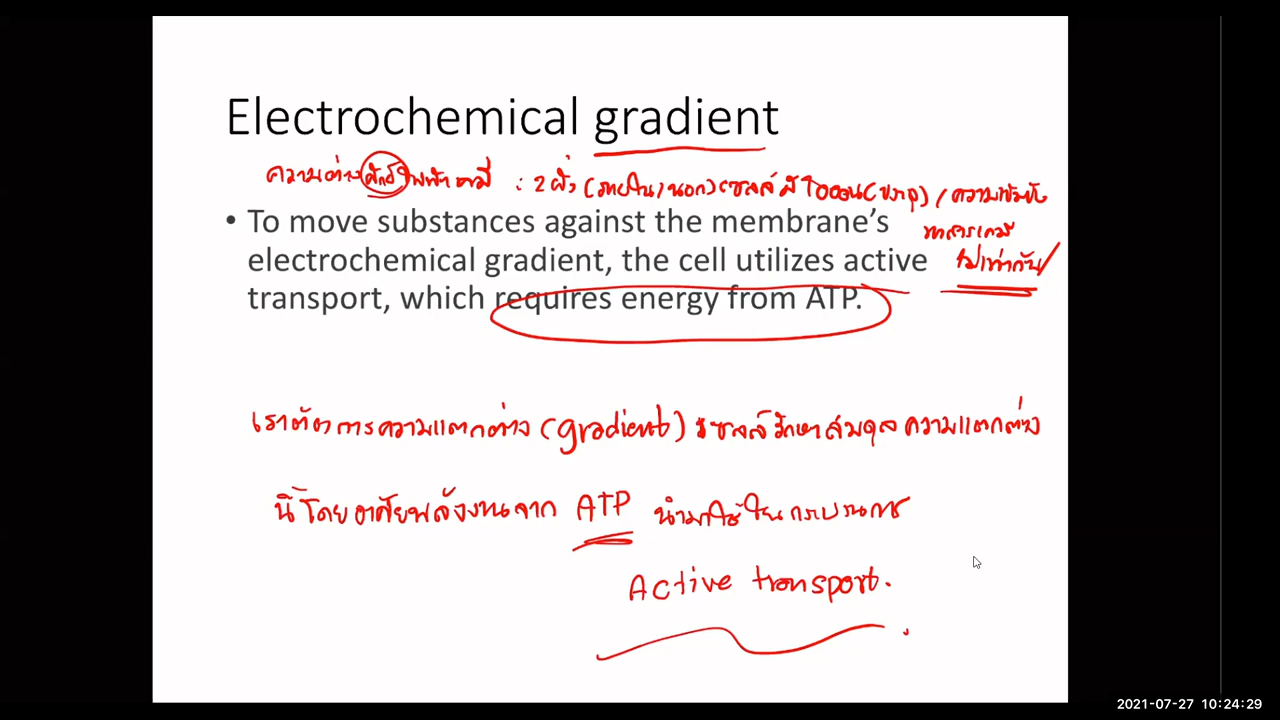 Electrochemical gradient
ความต่างศักย์ไฟฟ้าเคมี : 2 ฝั่ง (ภายใน/นอก) เซลล์มี ไอออน(ประจุ) / ความเข้มข้น
ทางสารเคมี
ไม่เท่ากัน
• To move substances against the membrane's
electrochemical gradient, the cell utilizes active
transport, which requires energy from ATP.
เราต้องการความแตกต่าง (gradient) เซลล์รักษาสมดุลความแตกต่าง
นี้โดยอาศัยพลังงานจาก ATP นำมาใช้ในกระบวนการ
Active transport.
2021-07-27 10:24:29